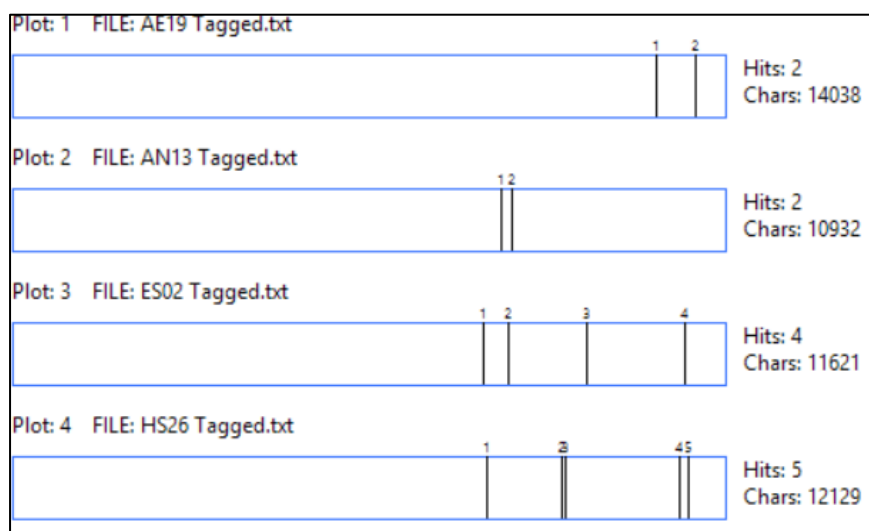 Plot: 1 FILE: AE19 Tagged.txt
1 2
Hits: 2
Chars: 14038
Plot: 2 FILE: AN13 Tagged.txt
1 2
Hits: 2
Chars: 10932
Plot: 3 FILE: ES02 Tagged.txt
1 2 3 4
Hits: 4
Chars: 11621
Plot: 4 FILE: HS26 Tagged.txt
1 23 45
Hits: 5
Chars: 12129